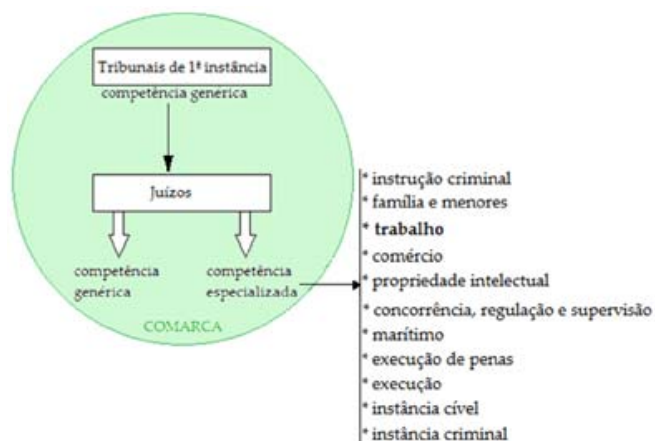 Tribunais de 1ª instância
competência genérica
Juízos
competência
genérica
competência
especializada
COMARCA
* instrução criminal
* família e menores
* trabalho
* comércio
* propriedade intelectual
* concorrência, regulação e supervisão
* marítimo
* execução de penas
* execução
* instância cível
* instância criminal